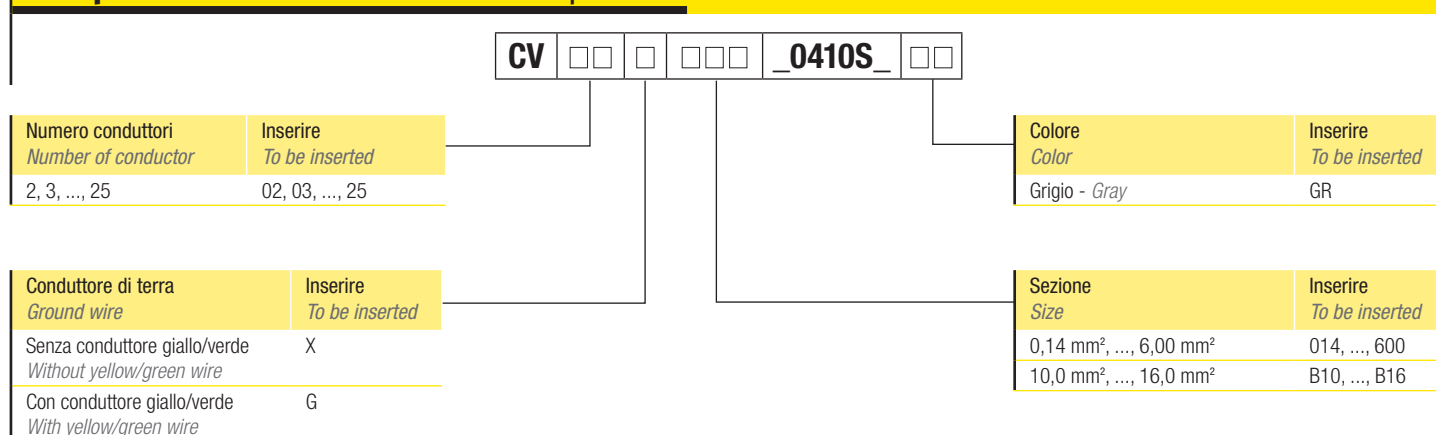 CV □□ □ □□□ _0410S_ □□
Numero conduttori Inserire
Number of conductor To be inserted
2, 3, ..., 25 02, 03, ..., 25
Colore Inserire
Color To be inserted
Grigio - Gray GR
Conduttore di terra Inserire
Ground wire To be inserted
Senza conduttore giallo/verde X
Without yellow/green wire
Con conduttore giallo/verde G
With yellow/green wire
Sezione Inserire
Size To be inserted
0,14 mm², ..., 6,00 mm² 014, ..., 600
10,0 mm², ..., 16,0 mm² B10, ..., B16